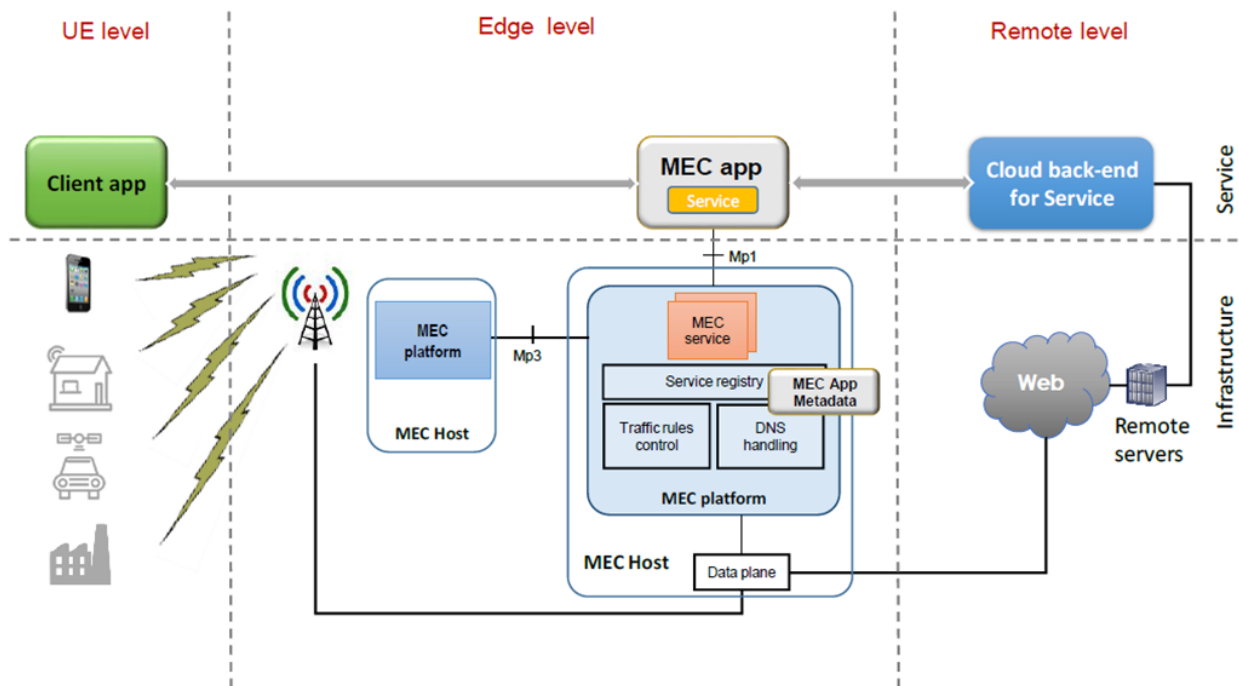 UE level
Edge level
Remote level
Client app
MEC app
Service
Cloud back-end
for Service
Service
Mp1
MEC
platform
Mp3
MEC Host
MEC
service
Service registry
MEC App
Metadata
Traffic rules
control
DNS
handling
MEC platform
MEC Host
Data plane
Web
Remote
servers
Infrastructure